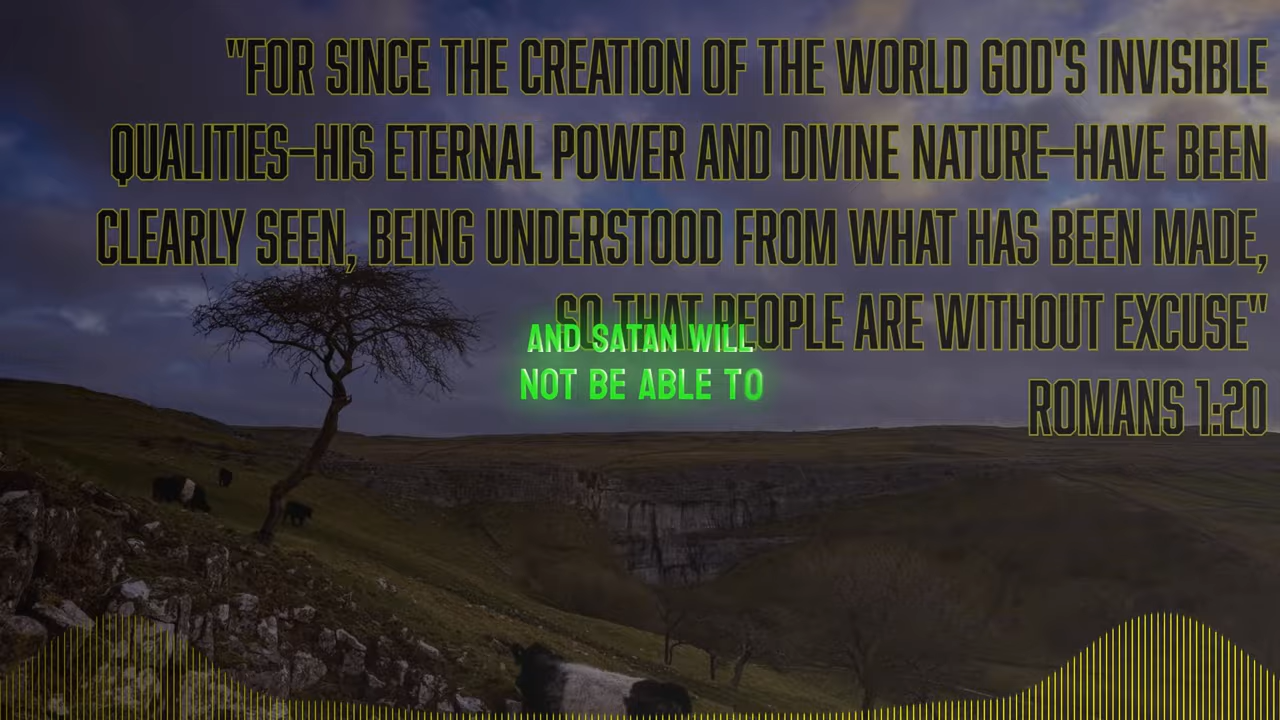 "FOR SINCE THE CREATION OF THE WORLD GOD'S INVISIBLE
QUALITIES—HIS ETERNAL POWER AND DIVINE NATURE—HAVE BEEN
CLEARLY SEEN, BEING UNDERSTOOD FROM WHAT HAS BEEN MADE,
SO THAT PEOPLE ARE WITHOUT EXCUSE"
ROMANS 1:20
AND SATAN WILL
NOT BE ABLE TO